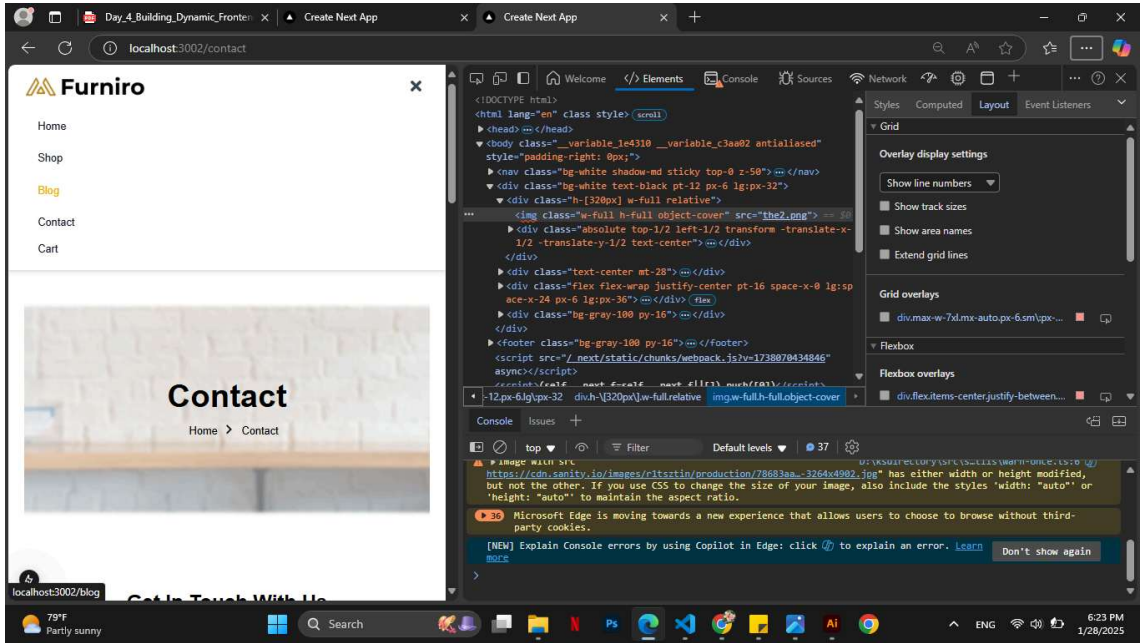 Day_4_Building_Dynamic_Fronten
Create Next App
Create Next App
localhost:3002/contact
Furniro
Home
Shop
Blog
Contact
Cart
Contact
Home > Contact
localhost:3002/blog
Welcome
</> Elements
Console
Sources
Network
<!DOCTYPE html>
<html lang="en" class style> scroll
<head> </head>
<body class="__variable_1e4310 __variable_c3aa02 antialiased"
style="padding-right: 0px;">
<nav class="bg-white shadow-md sticky top-0 z-50"> </nav>
<div class="bg-white text-black pt-12 px-6 lg:px-32">
<div class="h-[320px] w-full relative">
<img class="w-full h-full object-cover" src="the2.png"> == $0
<div class="absolute top-1/2 left-1/2 transform -translate-x-
1/2 -translate-y-1/2 text-center"> </div>
</div>
<div class="text-center mt-28"> </div>
<div class="flex flex-wrap justify-center pt-16 space-x-0 lg:sp
ace-x-24 px-6 lg:px-36"> </div> flex
<div class="bg-gray-100 py-16"> </div>
</div>
<footer class="bg-gray-100 py-16"> </footer>
<script src="/_next/static/chunks/webpack.js?v=1738070434846"
async></script>
-12.px-6.lg\:px-32 div.h-\[320px\].w-full.relative img.w-full.h-full.object-cover
Styles Computed Layout Event Listeners
Grid
Overlay display settings
Show line numbers
Show track sizes
Show area names
Extend grid lines
Grid overlays
div.max-w-7xl.mx-auto.px-6.sm\:px-...
Flexbox
Flexbox overlays
div.flex.items-center.justify-between....
Console Issues
top Filter Default levels 37
https://cdn.sanity.io/images/r1tsztin/production/78683aa…-3264x4902.jpg" has either width or height modified,
but not the other. If you use CSS to change the size of your image, also include the styles 'width: "auto"' or
'height: "auto"' to maintain the aspect ratio.
36 Microsoft Edge is moving towards a new experience that allows users to choose to browse without third-
party cookies.
[NEW] Explain Console errors by using Copilot in Edge: click to explain an error. Learn
more
Don't show again
79°F
Partly sunny
Search
ENG
6:23 PM
1/28/2025